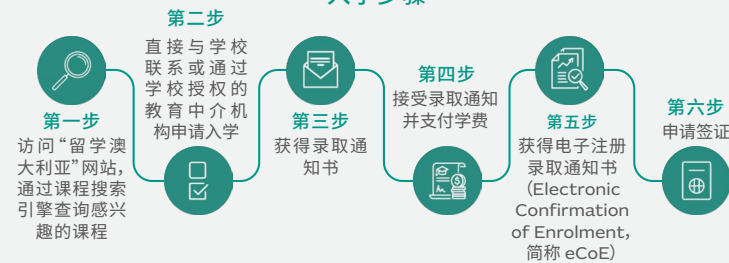 第一步
访问“留学澳
大利亚”网站，
通过课程搜索
引擎查询感兴
趣的课程
第二步
直接与学校
联系或通过
学校授权的
教育中介机
构申请入学
第三步
获得录取通
知书
第四步
接受录取通知
并支付学费
第五步
获得电子注册
录取通知书
（Electronic
Confirmation
of Enrolment，
简称 eCoE）
第六步
申请签证